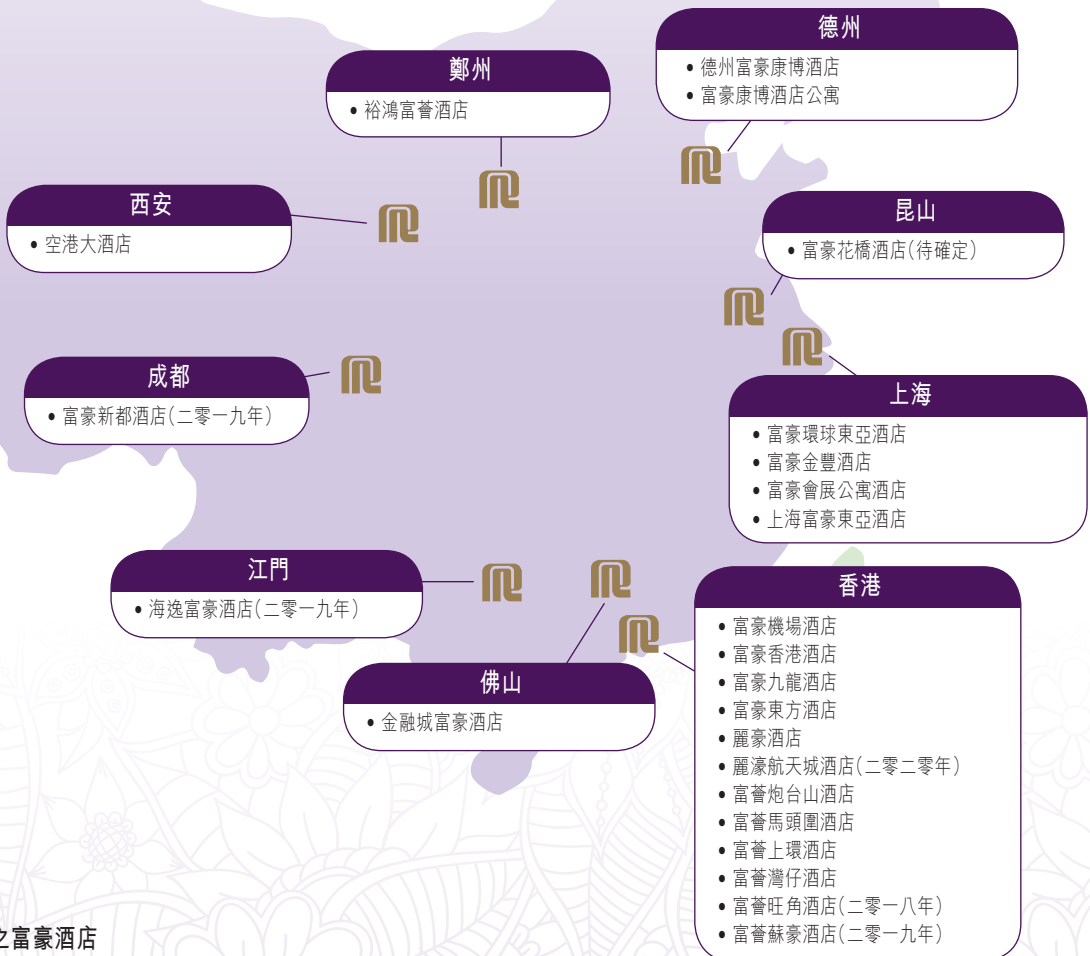 德州
• 德州富豪康博酒店
• 富豪康博酒店公寓
鄭州
• 裕鴻富薈酒店
西安
• 空港大酒店
昆山
• 富豪花橋酒店(待確定)
成都
• 富豪新都酒店(二零一九年)
上海
• 富豪環球東亞酒店
• 富豪金豐酒店
• 富豪會展公寓酒店
• 上海富豪東亞酒店
江門
• 海逸富豪酒店(二零一九年)
佛山
• 金融城富豪酒店
香港
• 富豪機場酒店
• 富豪香港酒店
• 富豪九龍酒店
• 富豪東方酒店
• 麗豪酒店
• 麗濠航天城酒店(二零二零年)
• 富薈炮台山酒店
• 富薈馬頭圍酒店
• 富薈上環酒店
• 富薈灣仔酒店
• 富薈旺角酒店(二零一八年)
• 富薈蘇豪酒店(二零一九年)
之富豪酒店